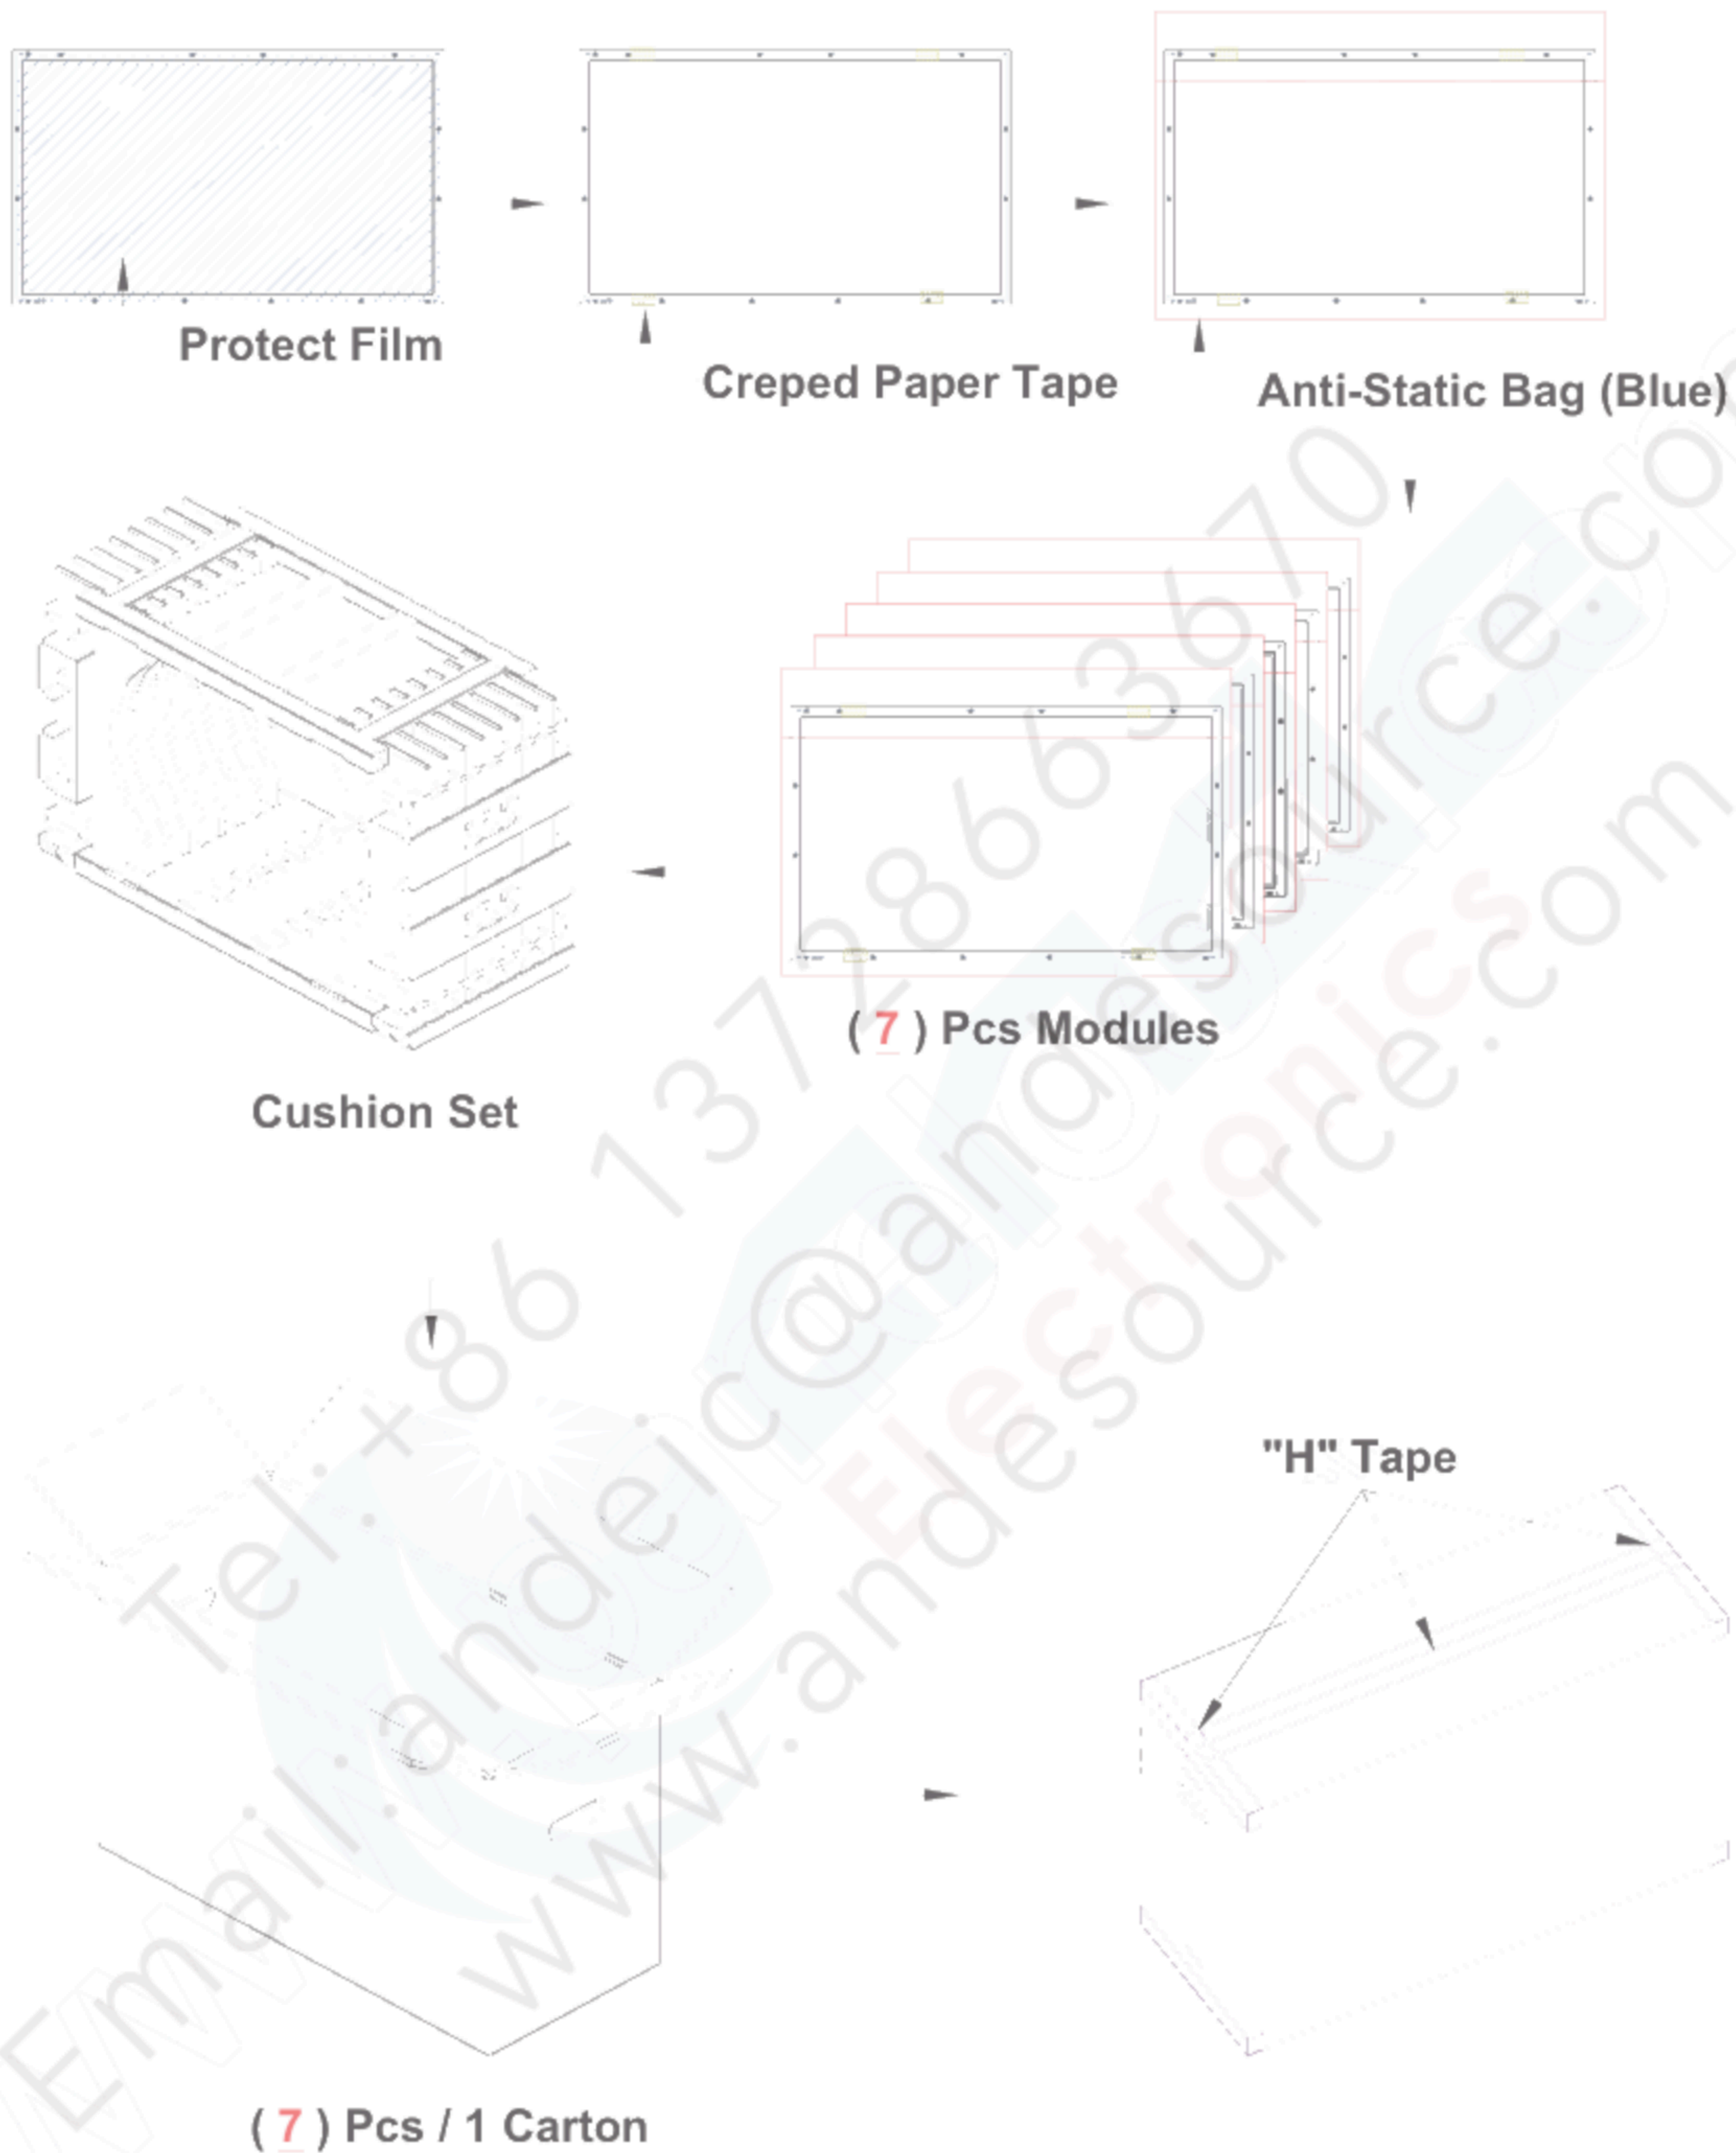 Protect Film
Creped Paper Tape
Anti-Static Bag (Blue)
( 7 ) Pcs Modules
Cushion Set
"H" Tape
( 7 ) Pcs / 1 Carton
Tel:+86 13728663670
Email:andelc@andesource.com
Electronics
www.andesource.com